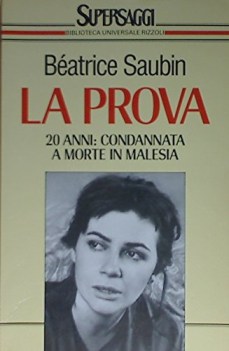 SUPERSAGGI
BIBLIOTECA UNIVERSALE RIZZOLI
Béatrice Saubin
LA PROVA
20 ANNI: CONDANNATA
A MORTE IN MALESIA